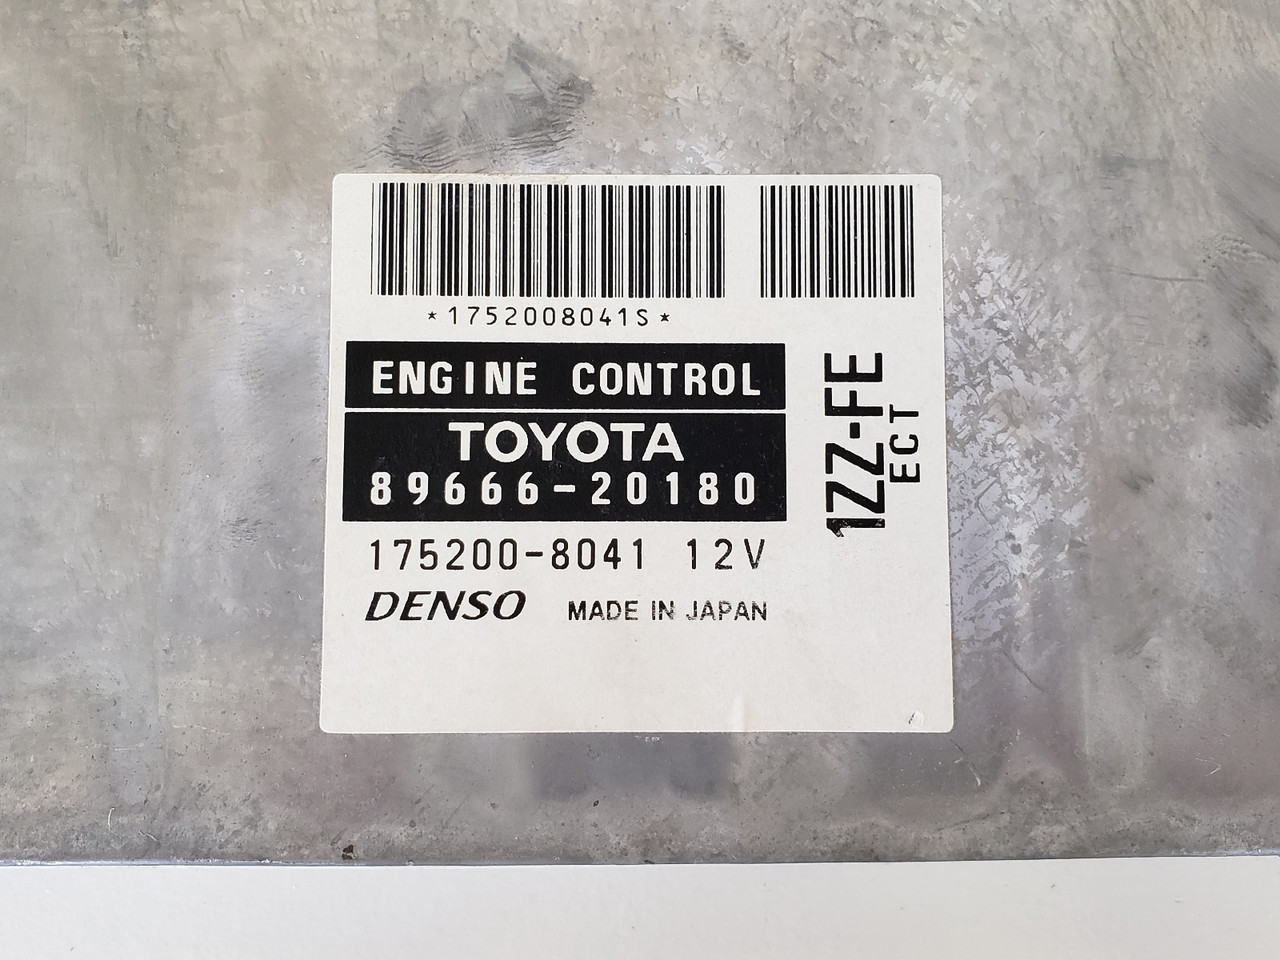 *1752008041S*
ENGINE CONTROL
TOYOTA
89666-20180
175200-8041 12V
DENSO MADE IN JAPAN
1ZZ-FE
ECT